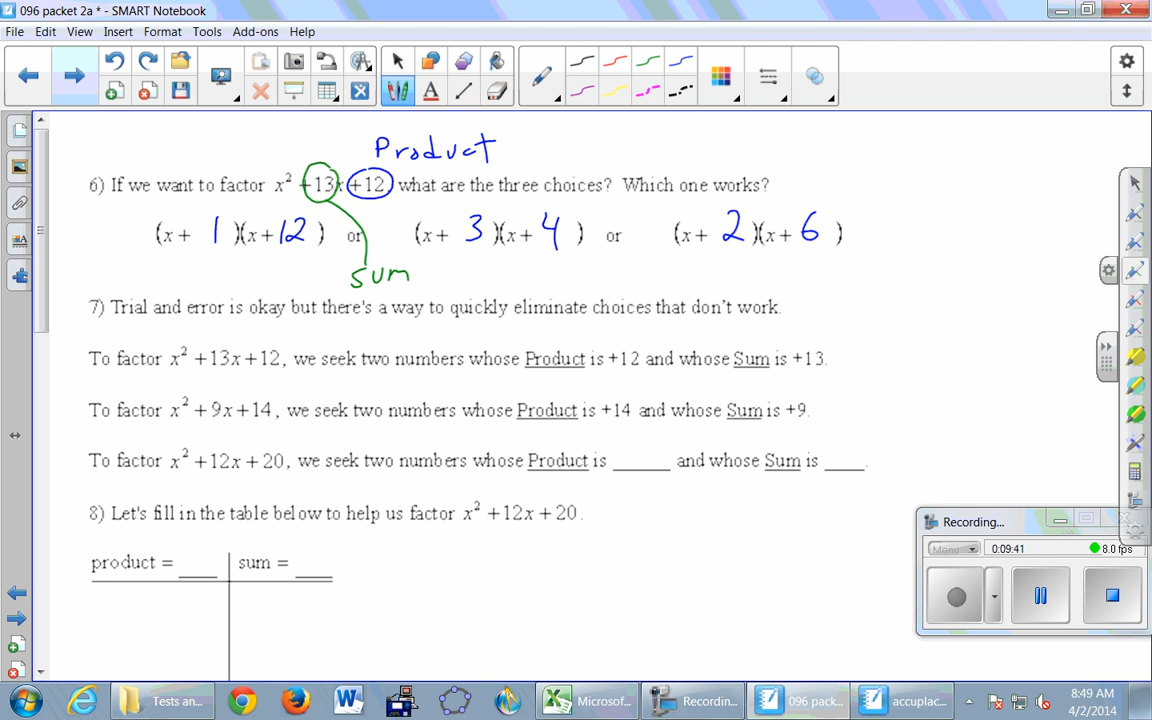 096 packet 2a * - SMART Notebook
File Edit View Insert Format Tools Add-ons Help
Product
6) If we want to factor x² +13x +12, what are the three choices? Which one works?
(x + 1 )(x + 12 ) or (x + 3 )(x + 4 ) or (x + 2 )(x + 6 )
sum
7) Trial and error is okay but there's a way to quickly eliminate choices that don't work.
To factor x² +13x +12, we seek two numbers whose Product is +12 and whose Sum is +13.
To factor x² +9x +14, we seek two numbers whose Product is +14 and whose Sum is +9.
To factor x² +12x + 20, we seek two numbers whose Product is ______ and whose Sum is ____.
8) Let's fill in the table below to help us factor x² +12x + 20.
product = ____ sum = ____
Recording...
Menu 0:09:41 8.0 fps
Tests an... Microsof... Recording... 096 pack... accuplac... 8:49 AM
4/2/2014